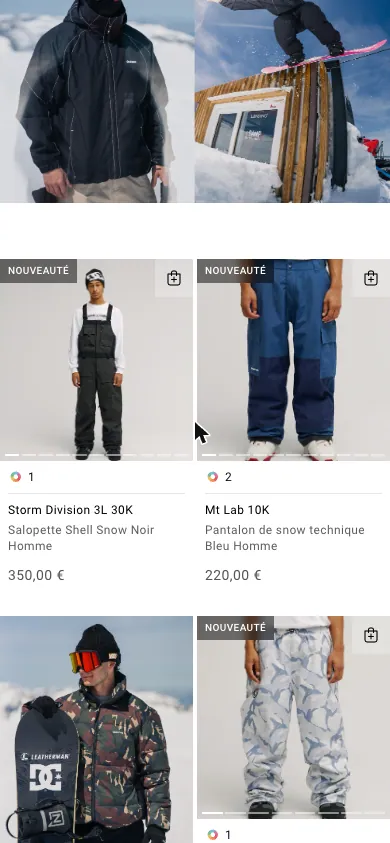 NOUVEAUTÉ
NOUVEAUTÉ
1
2
Storm Division 3L 30K
Mt Lab 10K
Salopette Shell Snow Noir
Homme
Pantalon de snow technique
Bleu Homme
350,00 €
220,00 €
NOUVEAUTÉ
LEATHERMAN
DC
1